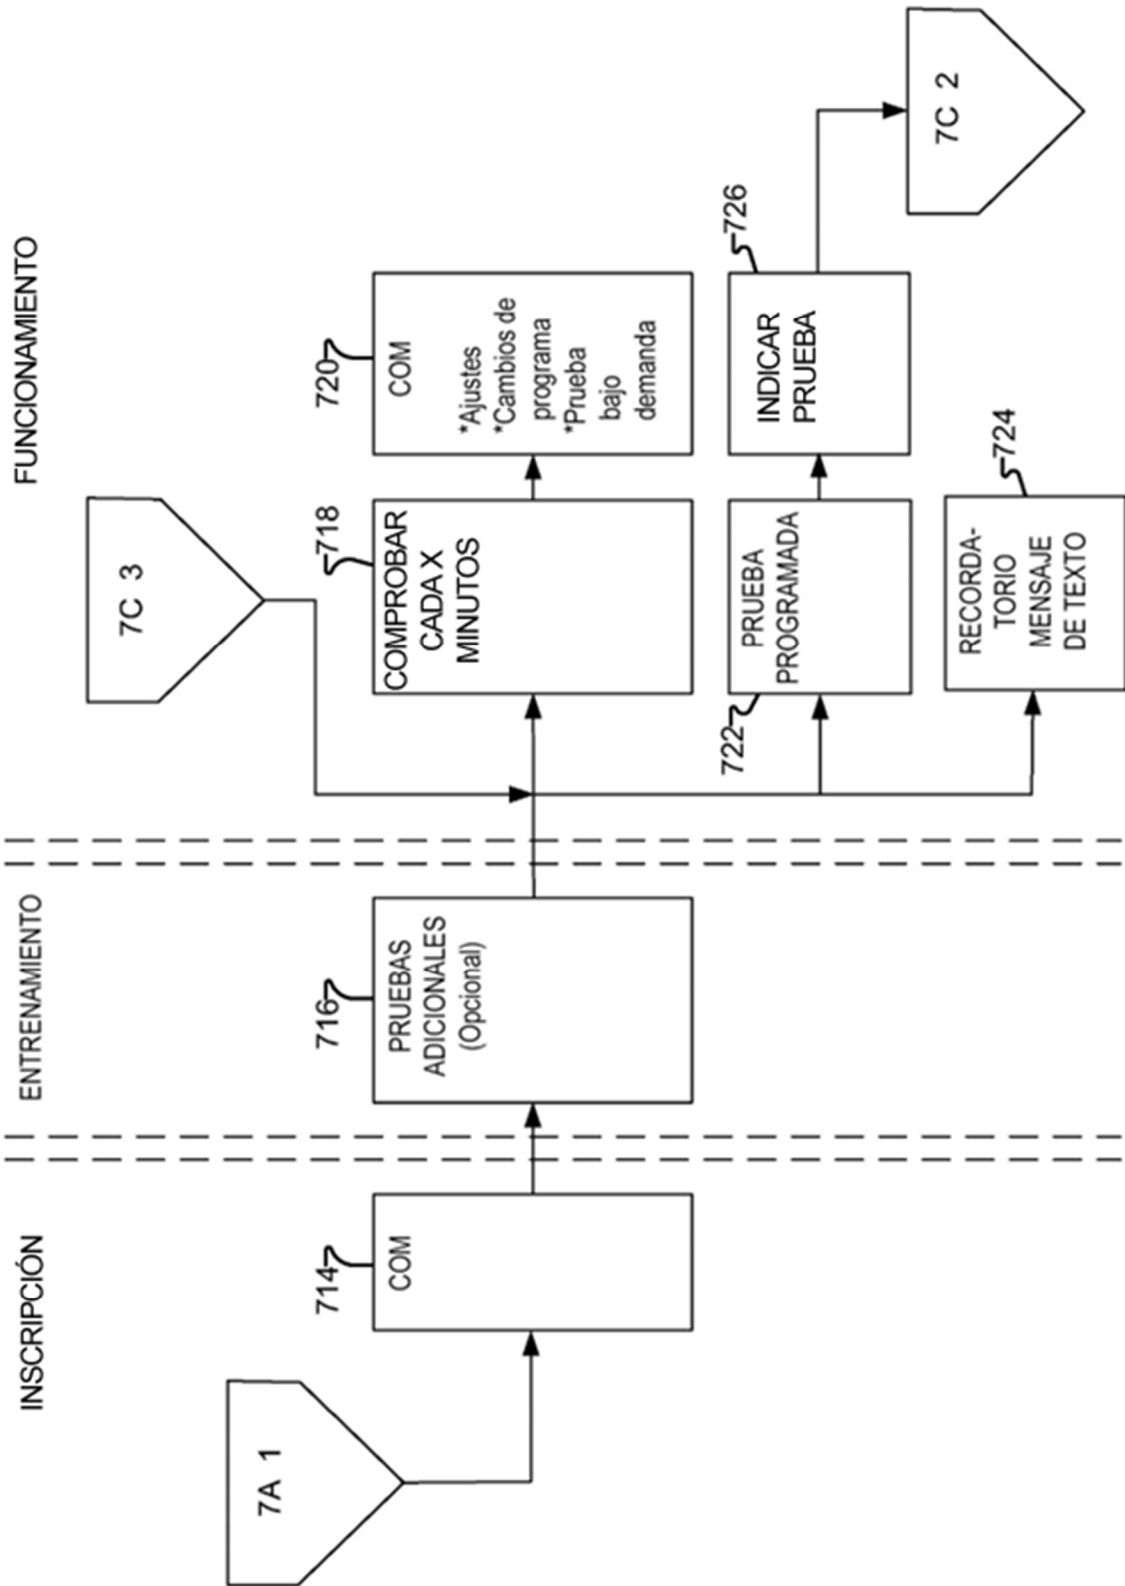 INSCRIPCIÓN
ENTRENAMIENTO
FUNCIONAMIENTO
7A 1
714
COM
716
PRUEBAS
ADICIONALES
(Opcional)
7C 3
718
COMPROBAR
CADA X
MINUTOS
720
COM
*Ajustes
*Cambios de
programa
*Prueba
bajo
demanda
722
PRUEBA
PROGRAMADA
726
INDICAR
PRUEBA
724
RECORDA-
TORIO
MENSAJE
DE TEXTO
7C 2